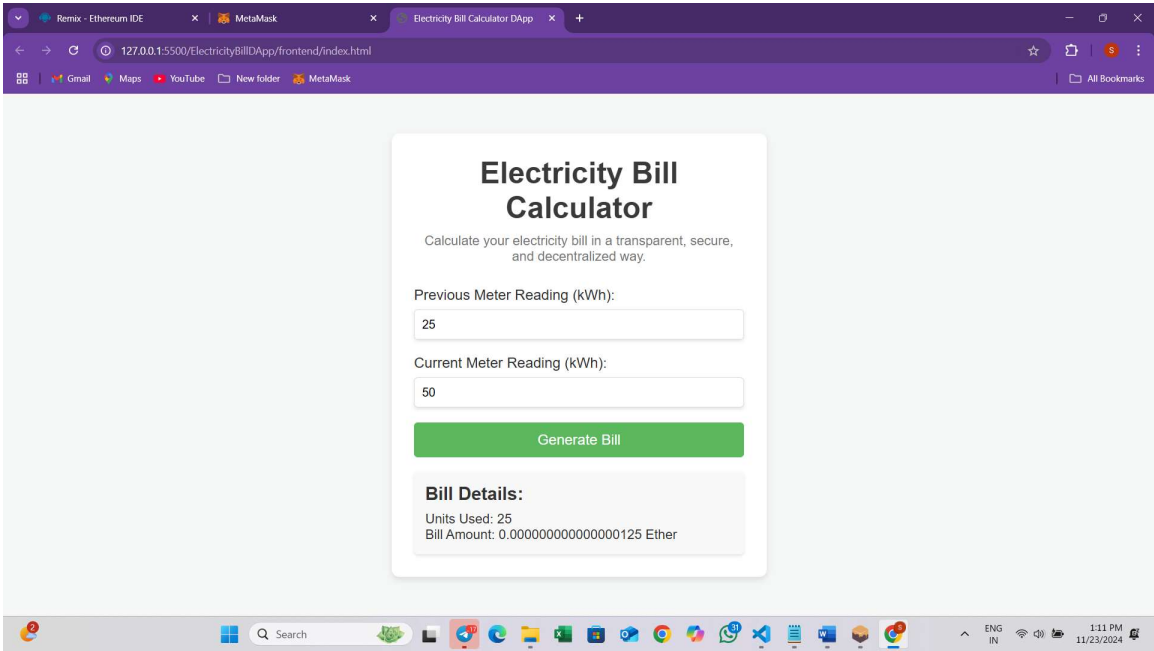 Remix - Ethereum IDE
MetaMask
Electricity Bill Calculator DApp
127.0.0.1:5500/ElectricityBillDApp/frontend/index.html
S
Gmail
Maps
YouTube
New folder
MetaMask
All Bookmarks
Electricity Bill
Calculator
Calculate your electricity bill in a transparent, secure,
and decentralized way.
Previous Meter Reading (kWh):
25
Current Meter Reading (kWh):
50
Generate Bill
Bill Details:
Units Used: 25
Bill Amount: 0.000000000000000125 Ether
2
Search
17
31
ENG
IN
1:11 PM
11/23/2024